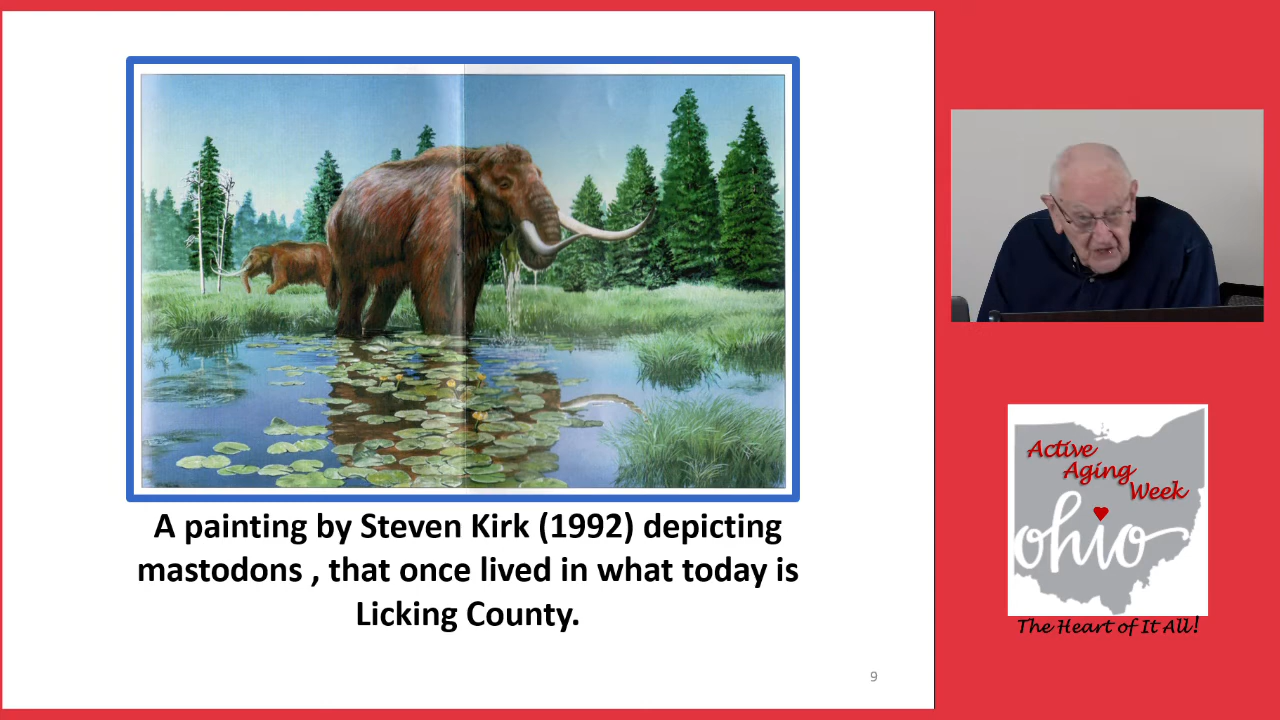 A painting by Steven Kirk (1992) depicting
mastodons , that once lived in what today is
Licking County.
9
Active
Aging
Week
ohio
The Heart of It All!